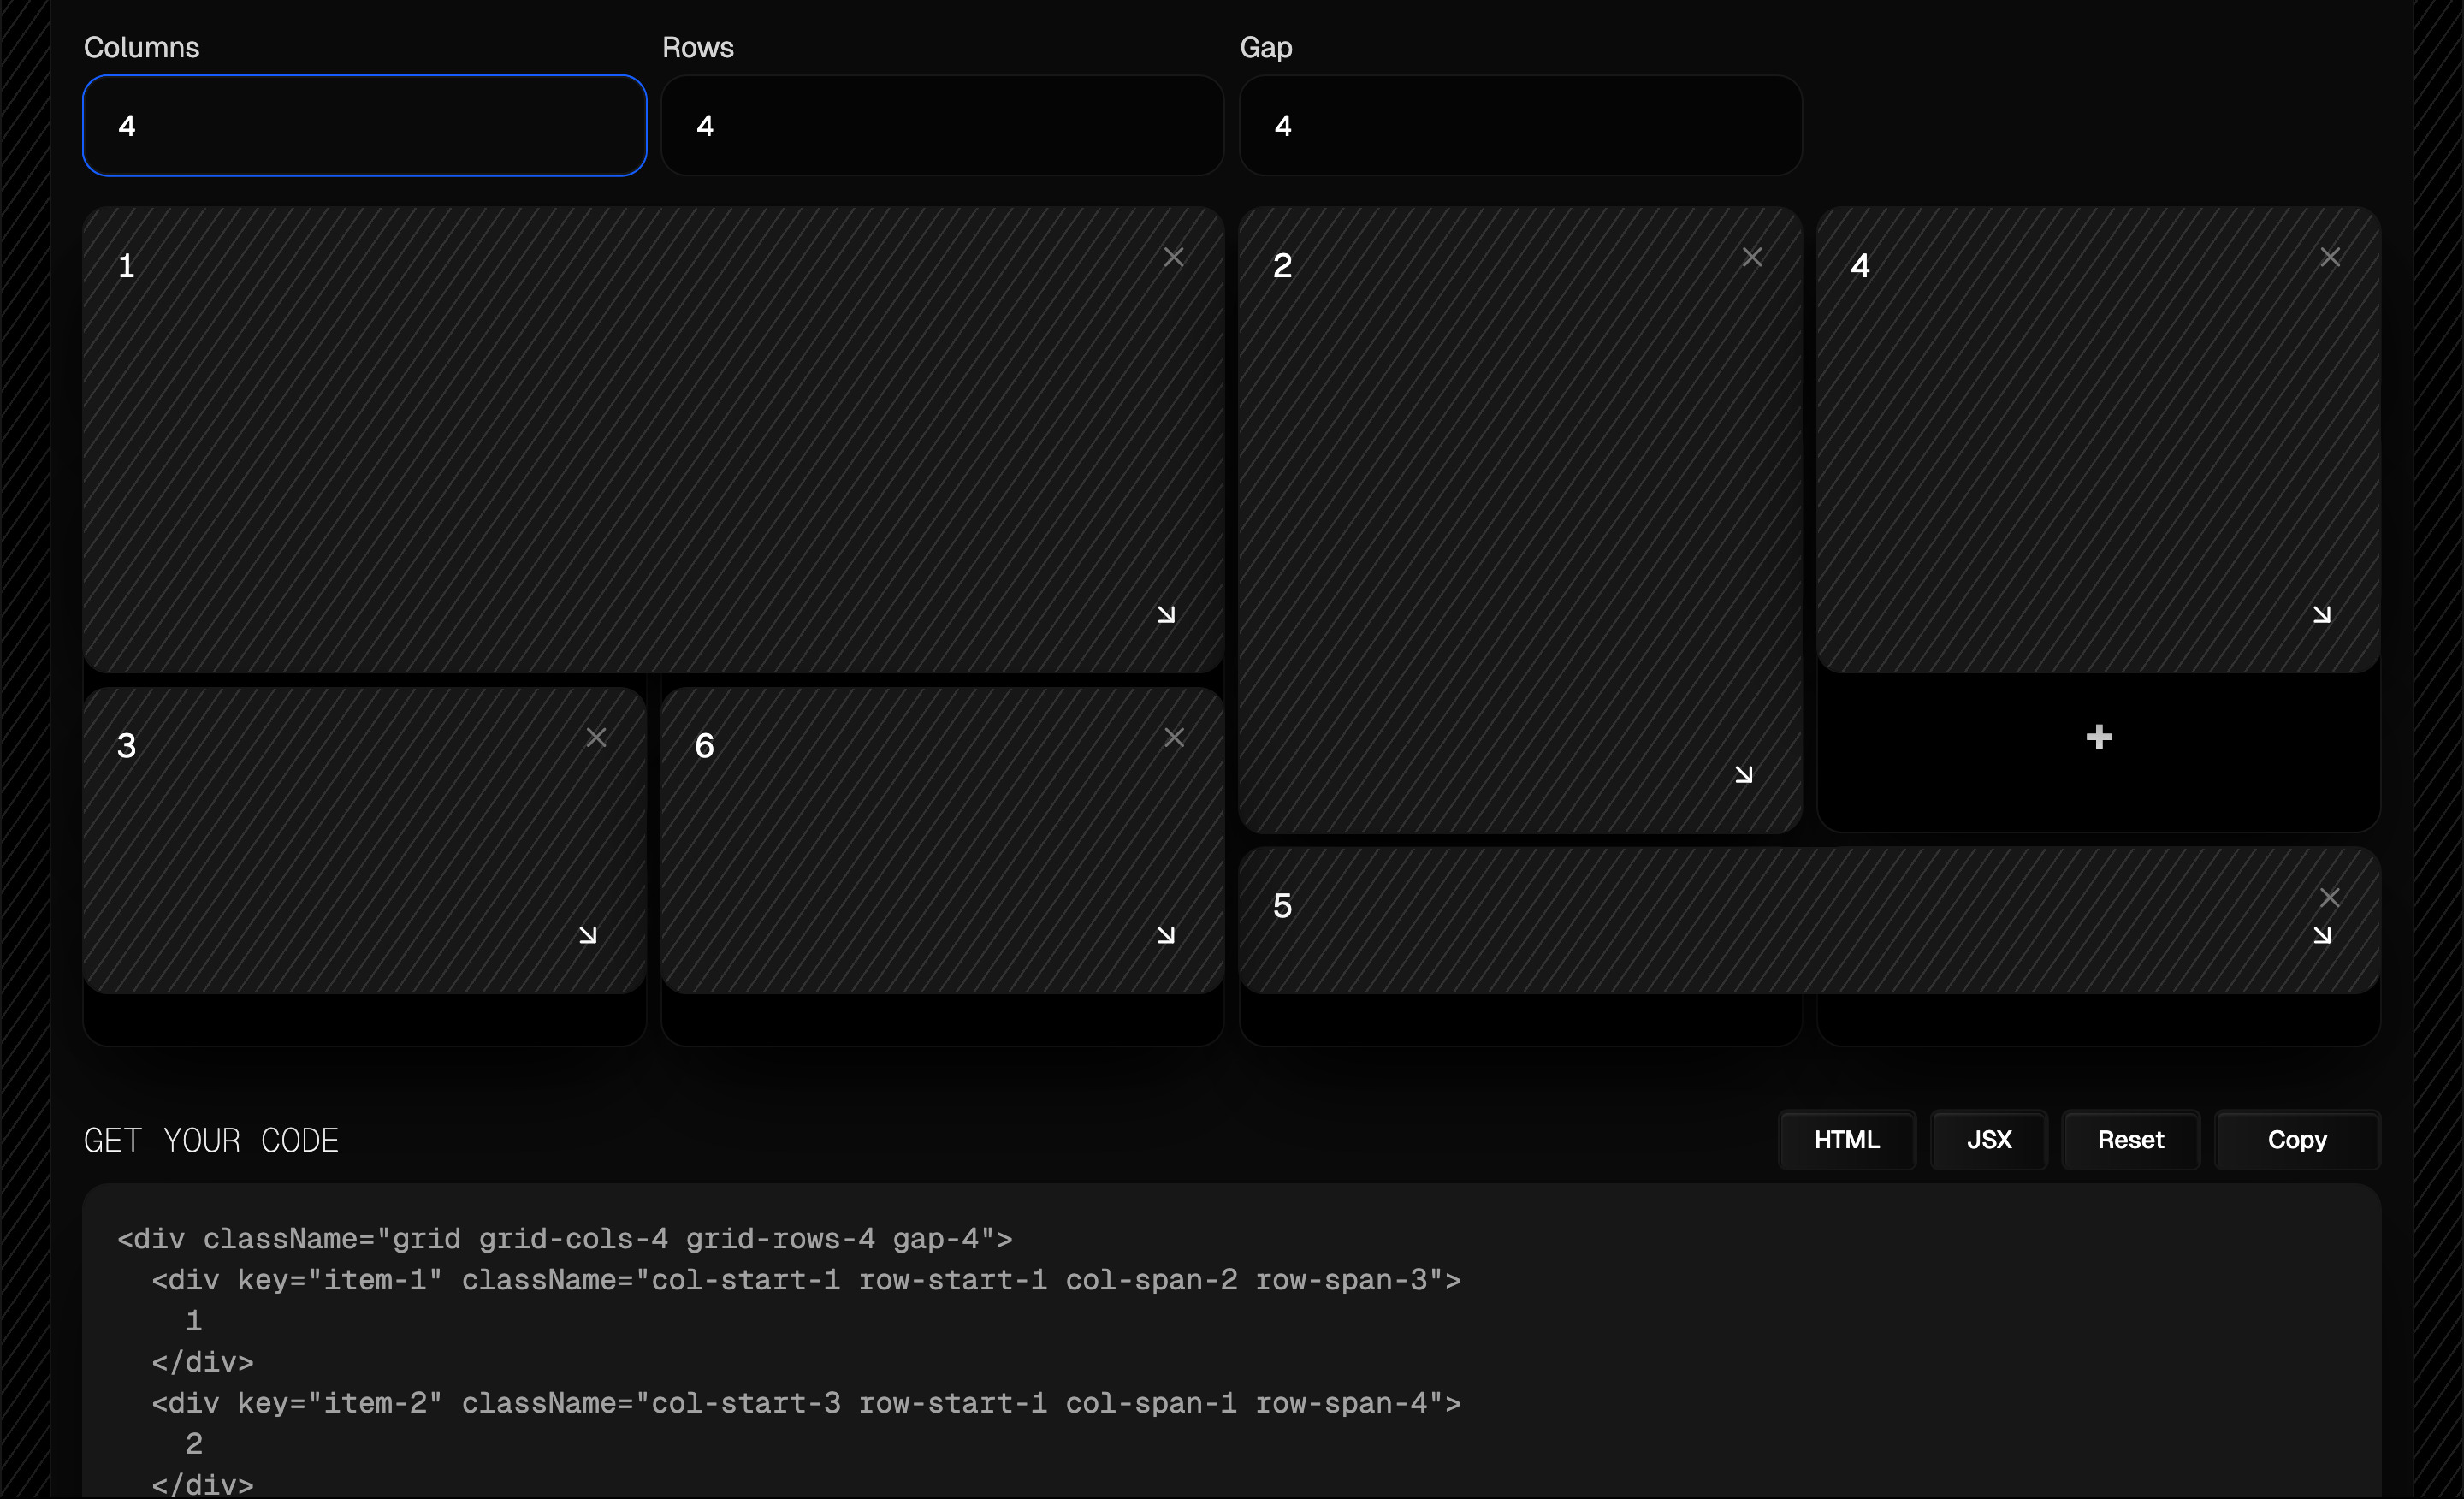 Columns
Rows
Gap
4
4
4
1
2
4
3
6
5
GET YOUR CODE
HTML
JSX
Reset
Copy
<div className="grid grid-cols-4 grid-rows-4 gap-4">
  <div key="item-1" className="col-start-1 row-start-1 col-span-2 row-span-3">
    1
  </div>
  <div key="item-2" className="col-start-3 row-start-1 col-span-1 row-span-4">
    2
  </div>